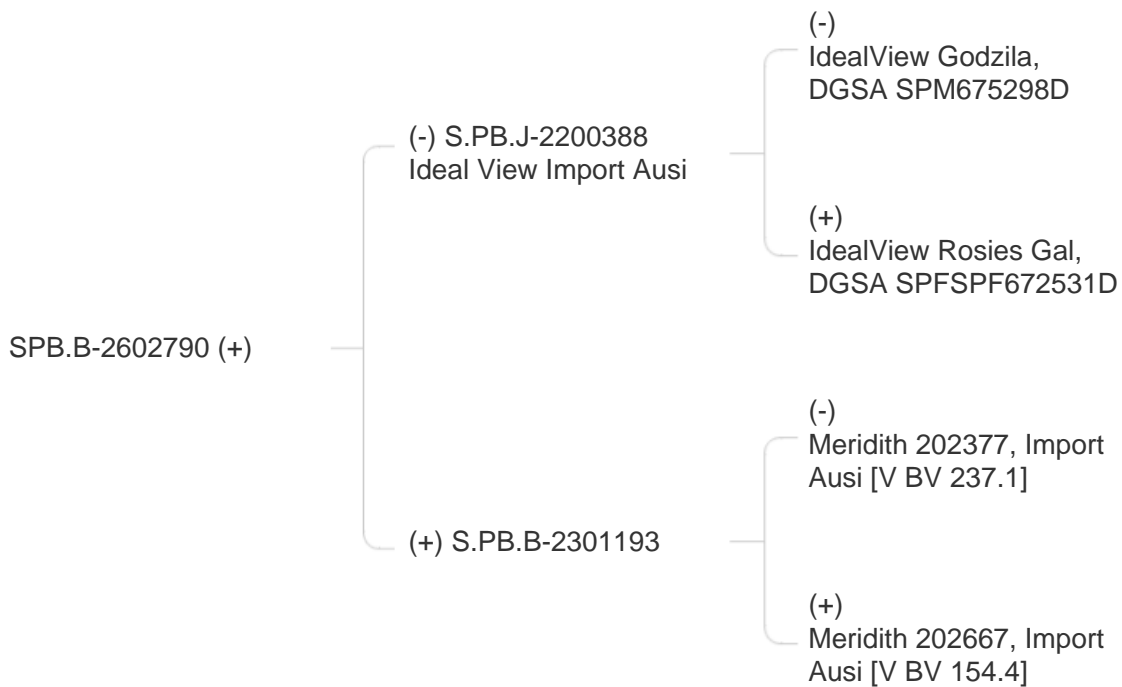 (-)
IdealView Godzila,
DGSA SPM675298D
(-) S.PB.J-2200388
Ideal View Import Ausi
(+)
IdealView Rosies Gal,
DGSA SPFSPF672531D
SPB.B-2602790 (+)
(-)
Meridith 202377, Import
Ausi [V BV 237.1]
(+) S.PB.B-2301193
(+)
Meridith 202667, Import
Ausi [V BV 154.4]